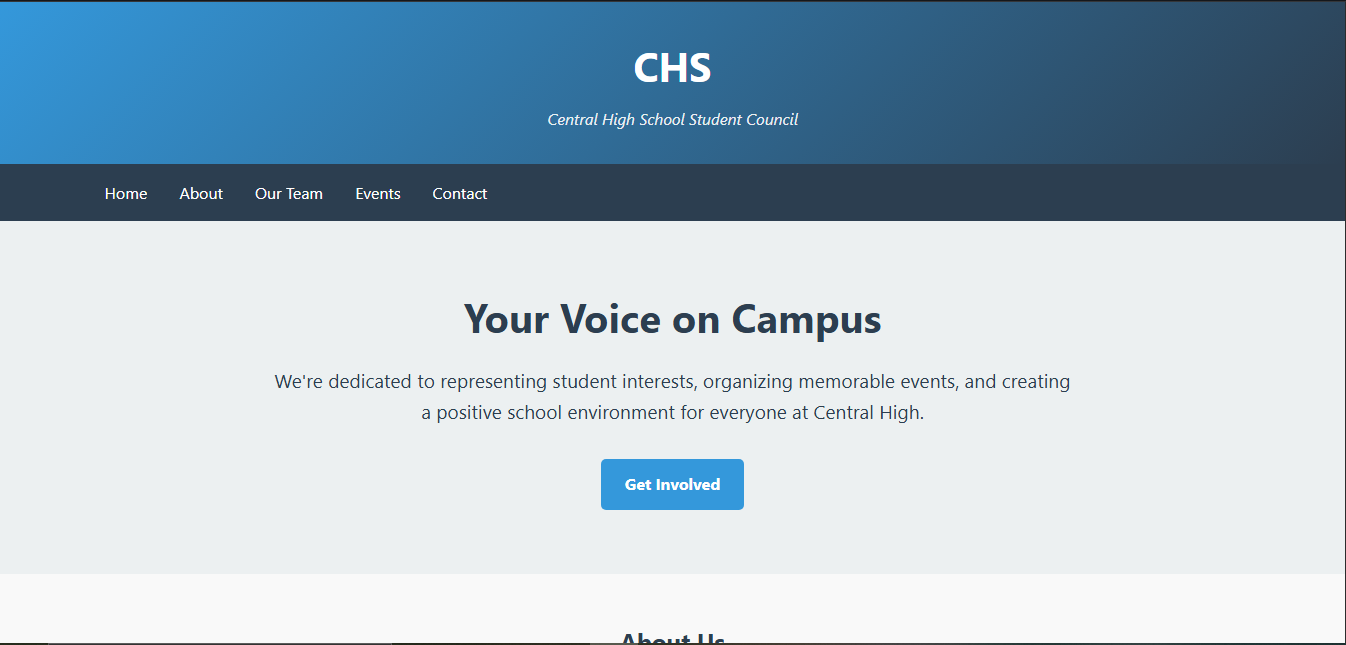 CHS
Central High School Student Council
Home About Our Team Events Contact
Your Voice on Campus
We're dedicated to representing student interests, organizing memorable events, and creating
a positive school environment for everyone at Central High.
Get Involved
About Us